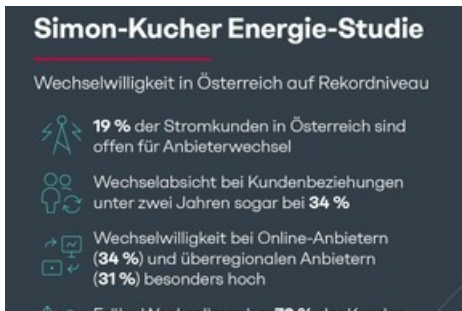 Simon-Kucher Energie-Studie
Wechselwilligkeit in Österreich auf Rekordniveau
19 % der Stromkunden in Österreich sind
offen für Anbieterwechsel
Wechselabsicht bei Kundenbeziehungen
unter zwei Jahren sogar bei 34 %
Wechselwilligkeit bei Online-Anbietern
(34 %) und überregionalen Anbietern
(31 %) besonders hoch